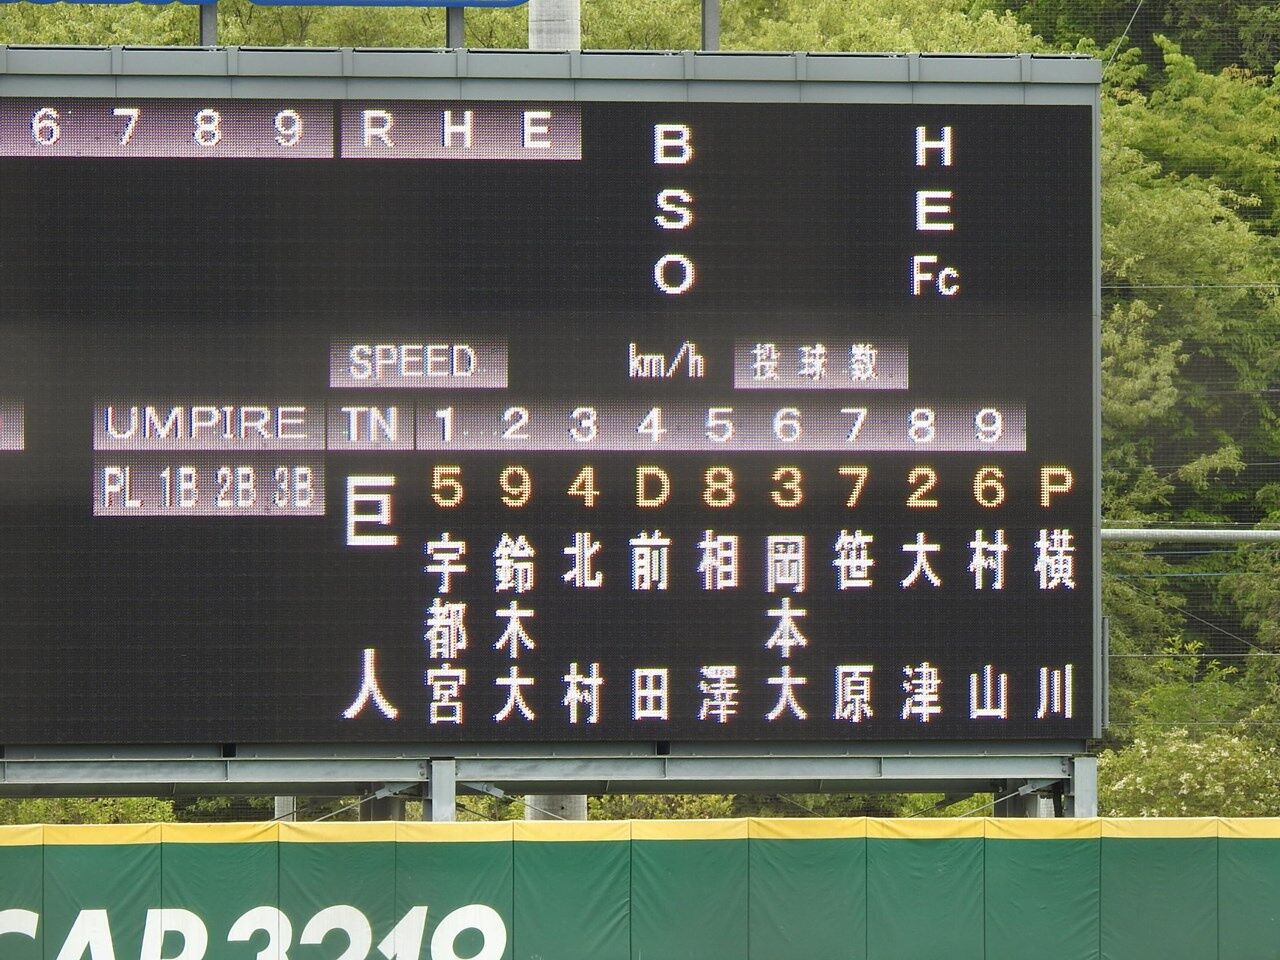 6 7 8 9 R H E
B H
S E
O Fc
SPEED km/h 投球数
UMPIRE TN 1 2 3 4 5 6 7 8 9
PL 1B 2B 3B
巨人
5 宇都宮
9 鈴木大
4 北村
D 前田
8 相澤
3 岡本大
7 笹原
2 大津
6 村山
P 横川
CAR 3219